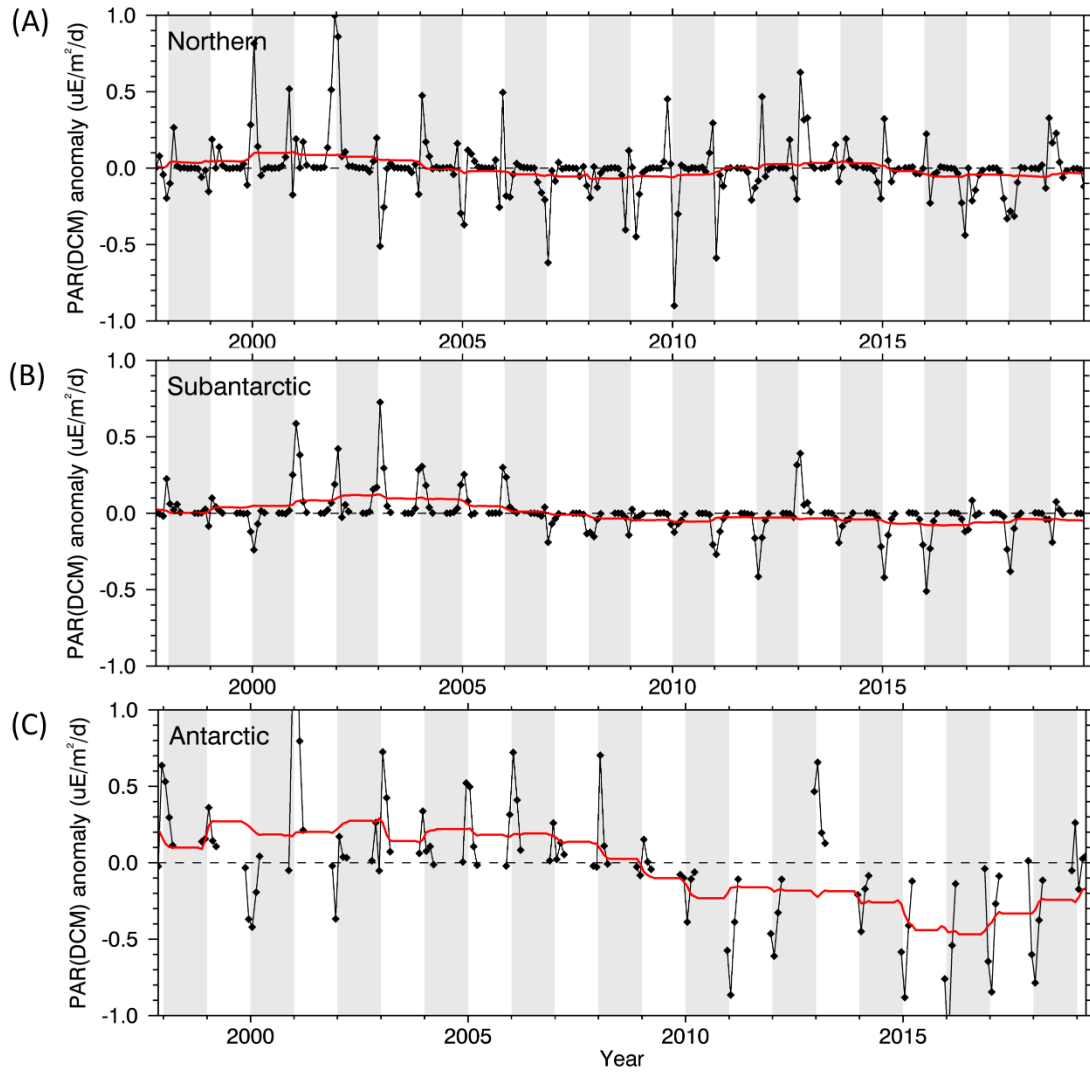 (A)
Northern
PAR(DCM) anomaly (uE/m²/d)
1.0
0.5
0.0
-0.5
-1.0
2000 2005 2010 2015
(B)
Subantarctic
PAR(DCM) anomaly (uE/m²/d)
1.0
0.5
0.0
-0.5
-1.0
2000 2005 2010 2015
(C)
Antarctic
PAR(DCM) anomaly (uE/m²/d)
1.0
0.5
0.0
-0.5
-1.0
2000 2005 2010 2015
Year